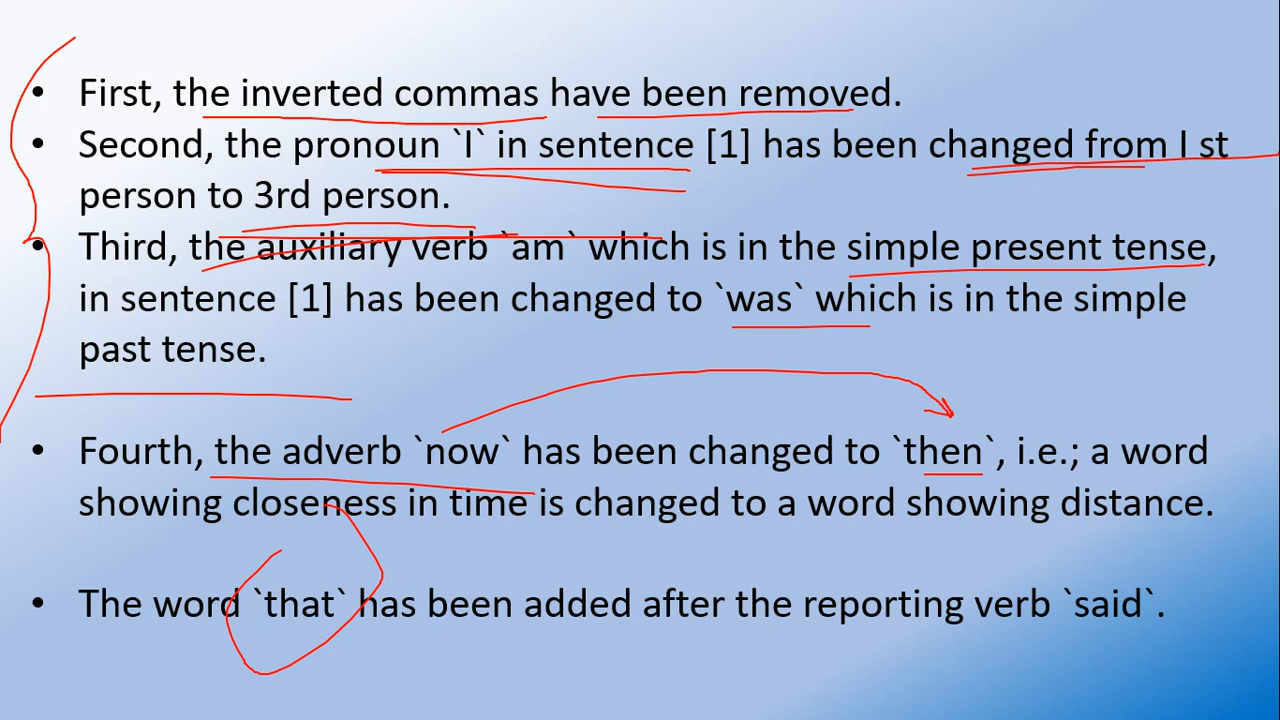 • First, the inverted commas have been removed.
• Second, the pronoun `I` in sentence [1] has been changed from I st
person to 3rd person.
• Third, the auxiliary verb `am` which is in the simple present tense,
in sentence [1] has been changed to `was` which is in the simple
past tense.
• Fourth, the adverb `now` has been changed to `then`, i.e.; a word
showing closeness in time is changed to a word showing distance.
• The word `that` has been added after the reporting verb `said`.